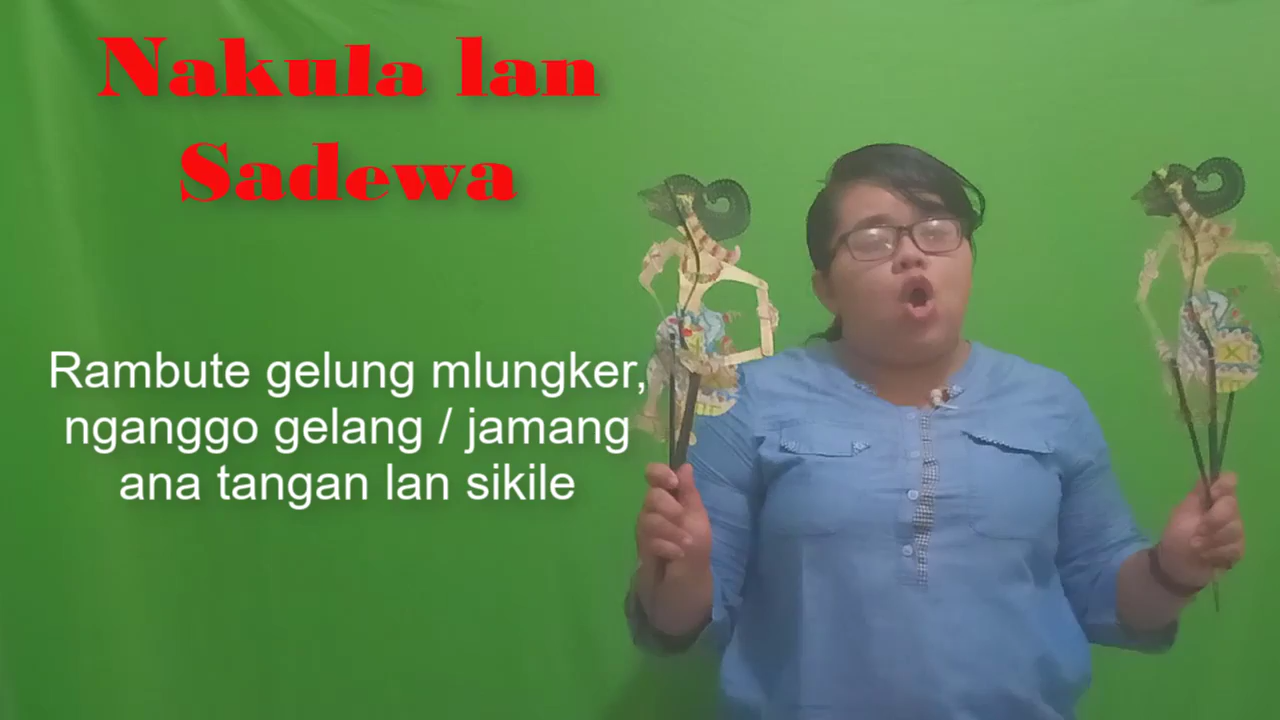 Nakula lan
Sadewa
Rambute gelung mlungker,
nganggo gelang / jamang
ana tangan lan sikile